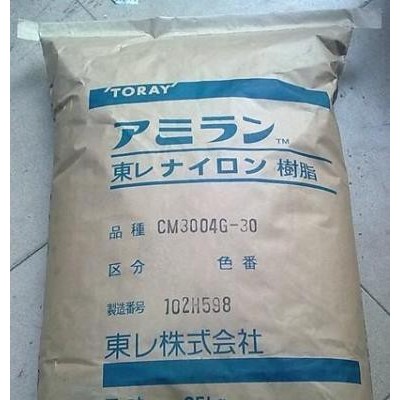 TORAY
アミラン™
東レナイロン 樹脂
品種 CM3004G-30
区分 色番
製造番号 102H598
東レ株式会社